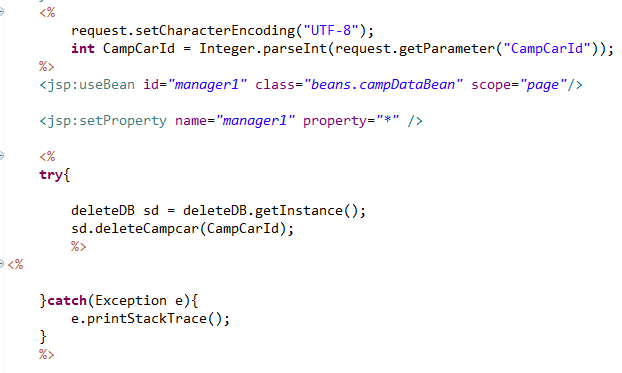 <%
request.setCharacterEncoding("UTF-8");
int CampCarId = Integer.parseInt(request.getParameter("CampCarId"));
%>
<jsp:useBean id="manager1" class="beans.campDataBean" scope="page"/>
<jsp:setProperty name="manager1" property="*" />
<%
try{
deleteDB sd = deleteDB.getInstance();
sd.deleteCampcar(CampCarId);
%>
<%
}catch(Exception e){
e.printStackTrace();
}
%>